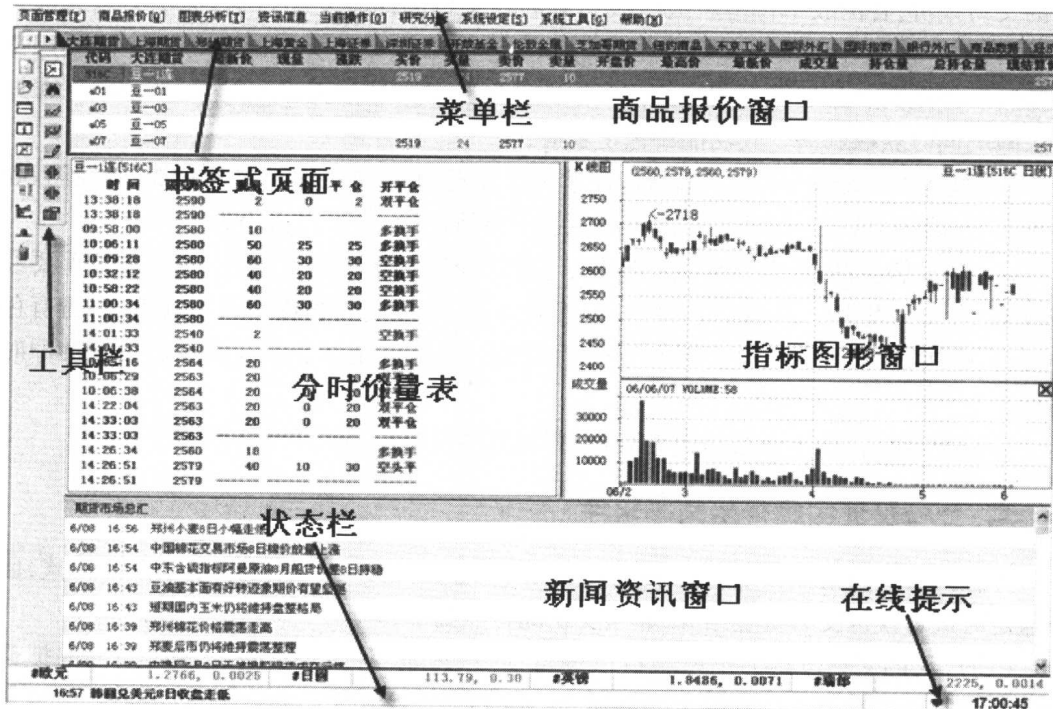 页面管理[P] 商品报价[Q] 图表分析[T] 资讯信息 当前操作[O] 研究分析 系统设定[S] 系统工具[G] 帮助[H]
大连期货 上海期货 郑州期货 上海黄金 上海证券 深圳证券 开放基金 伦敦金属 芝加哥期货 纽约商品 东京工业 国际外汇 国际指数 银行外汇 商品数据
代码 大连期货 最新价 现量 涨跌 买价 买量 卖价 卖量 开盘价 最高价 最低价 成交量 持仓量 总持仓量
S16C 豆一1连 2519 24 2577 10
a01 豆一01
a03 豆一03
a05 豆一05
a07 豆一07 2519 24 2577 10 257
菜单栏 商品报价窗口
豆一1连[S16C]
书签式页面
时 间 平 仓 开平仓
13:38:18 2590 2 0 2 双平仓
13:38:18 2590
09:58:00 2580 10 多换手
10:06:11 2580 50 25 25 多换手
10:09:28 2580 60 30 30 空换手
10:32:12 2580 40 20 20 空换手
10:58:22 2580 40 20 20 空换手
11:00:34 2580 60 30 30 多换手
11:00:34 2580
14:01:33 2540 2 空换手
14:01:33 2540
2564 20 多换手
10:06:29 2563 20
10:06:38 2564 20 20 双平仓
14:22:04 2563 20 0 20 双平仓
14:33:03 2563 20 0 20 双平仓
14:33:03 2563
14:26:34 2560 18 多换手
14:26:51 2579 40 10 30 空头平
14:26:51 2579
工具栏
分时价量表
K线图 (2560,2579,2560,2579) 豆一1连[S16C 日线]
2750
2700
2650
2600
2550
2500
2450
2400
2718
指标图形窗口
成交量 06/06/07 VOLUME:58
30000
20000
10000
06/2 3 4 5 6
期货市场总汇
状态栏
6/08 16 56 郑州小麦8日小幅走低
6/08 16 54 中国棉花交易市场8日棉价放量上涨
6/08 16 54 中东含硫指标阿曼原油8月船货价差8日持稳
6/08 16 43 豆油基本面有好转迹象期价有望
6/08 16 43 短期国内玉米仍将维持盘整格局
6/08 16 39 郑州棉花价格震荡走高
6/08 16 39 郑麦后市仍将维持震荡整理
新闻资讯窗口 在线提示
#欧元 1.2766, 0.0025 #日圆 113.79, 0.30 #英镑 1.8486, 0.0071 #瑞郎 2225, 0.0014
16:57 韩圆兑美元8日收盘走低 17:00:45